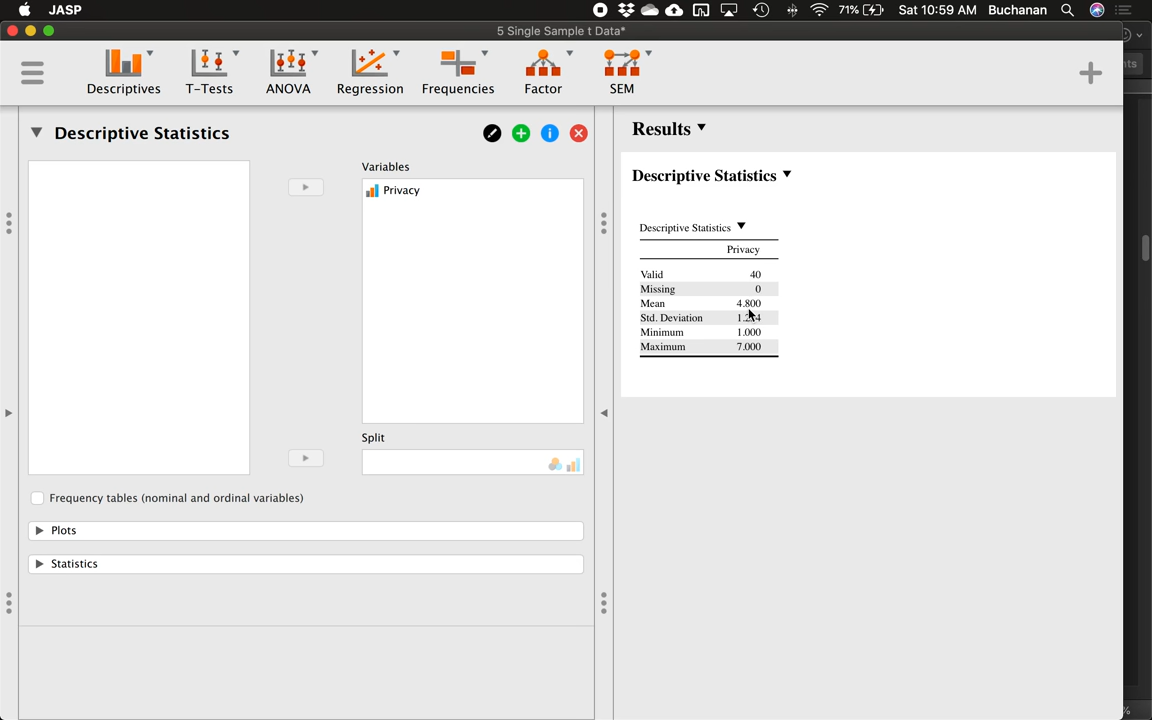 JASP
71%
Sat 10:59 AM
Buchanan
5 Single Sample t Data*
Descriptives
T-Tests
ANOVA
Regression
Frequencies
Factor
SEM
Descriptive Statistics
Variables
Privacy
Split
Frequency tables (nominal and ordinal variables)
Plots
Statistics
Results
Descriptive Statistics
Descriptive Statistics
Privacy
Valid 40
Missing 0
Mean 4.800
Std. Deviation
Minimum 1.000
Maximum 7.000